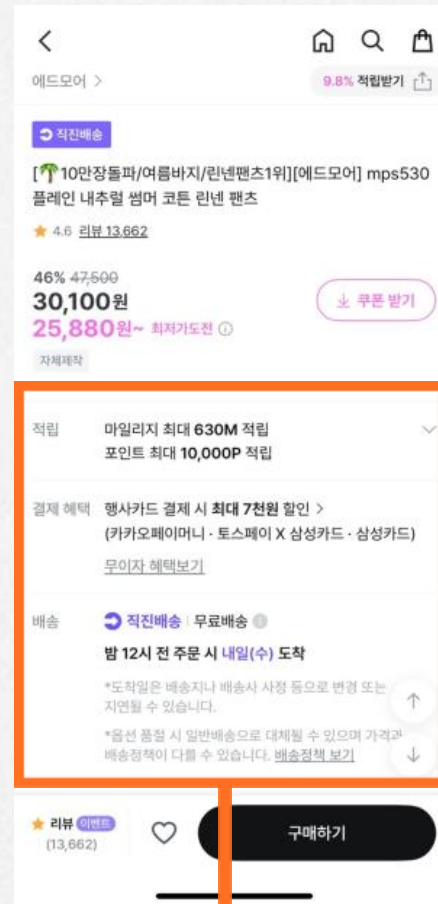 에드모어 >
9.8% 적립받기
직진배송
[🌴10만장돌파/여름바지/린넨팬츠1위][에드모어] mps530
플레인 내추럴 썸머 코튼 린넨 팬츠
4.6 리뷰 13,662
46% 47,500
30,100원
쿠폰 받기
25,880원~ 최저가도전
자체제작
적립 마일리지 최대 630M 적립
포인트 최대 10,000P 적립
결제 혜택 행사카드 결제 시 최대 7천원 할인 >
(카카오페이머니 · 토스페이 X 삼성카드 · 삼성카드)
무이자 혜택보기
배송 직진배송 무료배송
밤 12시 전 주문 시 내일(수) 도착
*도착일은 배송지나 배송사 사정 등으로 변경 또는
지연될 수 있습니다.
*옵션 품절 시 일반배송으로 대체될 수 있으며 가격과
배송정책이 다를 수 있습니다. 배송정책 보기
리뷰 이벤트
(13,662)
구매하기